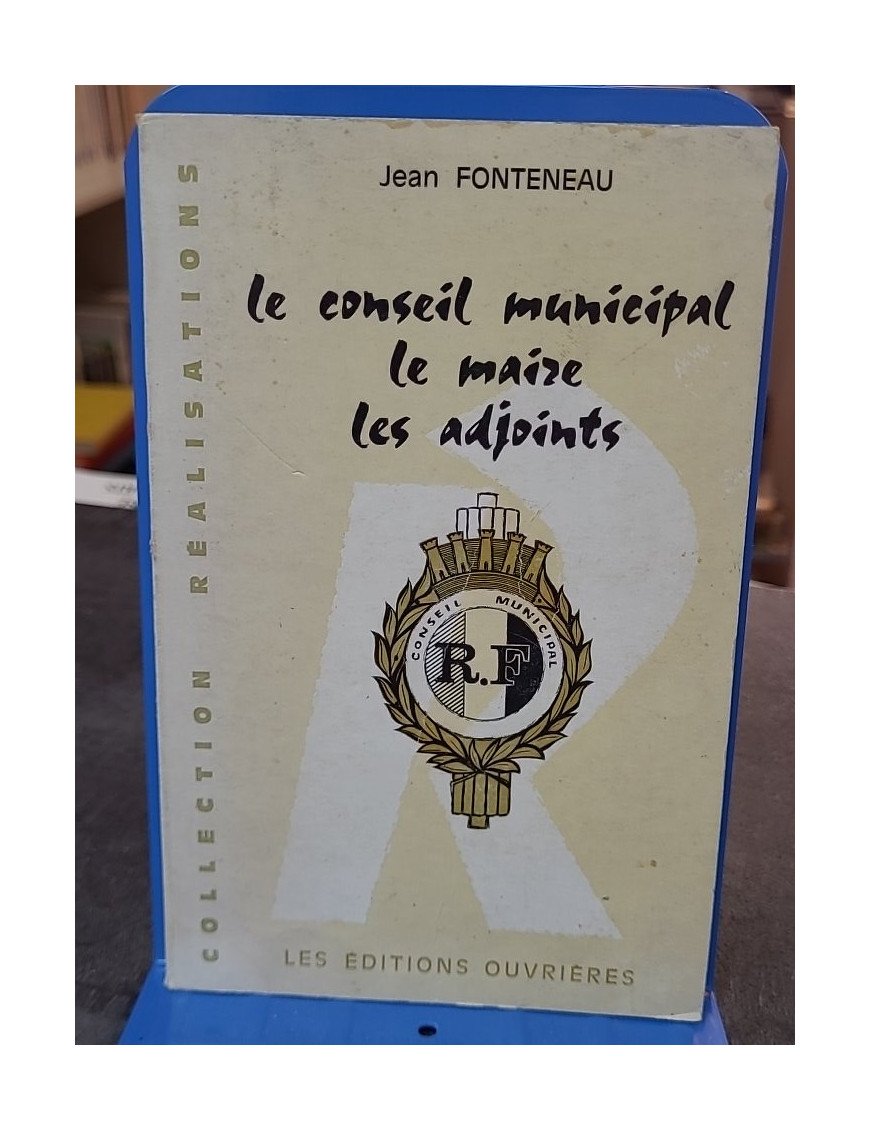 Jean FONTENEAU
le conseil municipal
le maire
les adjoints
CONSEIL MUNICIPAL
R.F
LES ÉDITIONS OUVRIÈRES
COLLECTION RÉALISATIONS